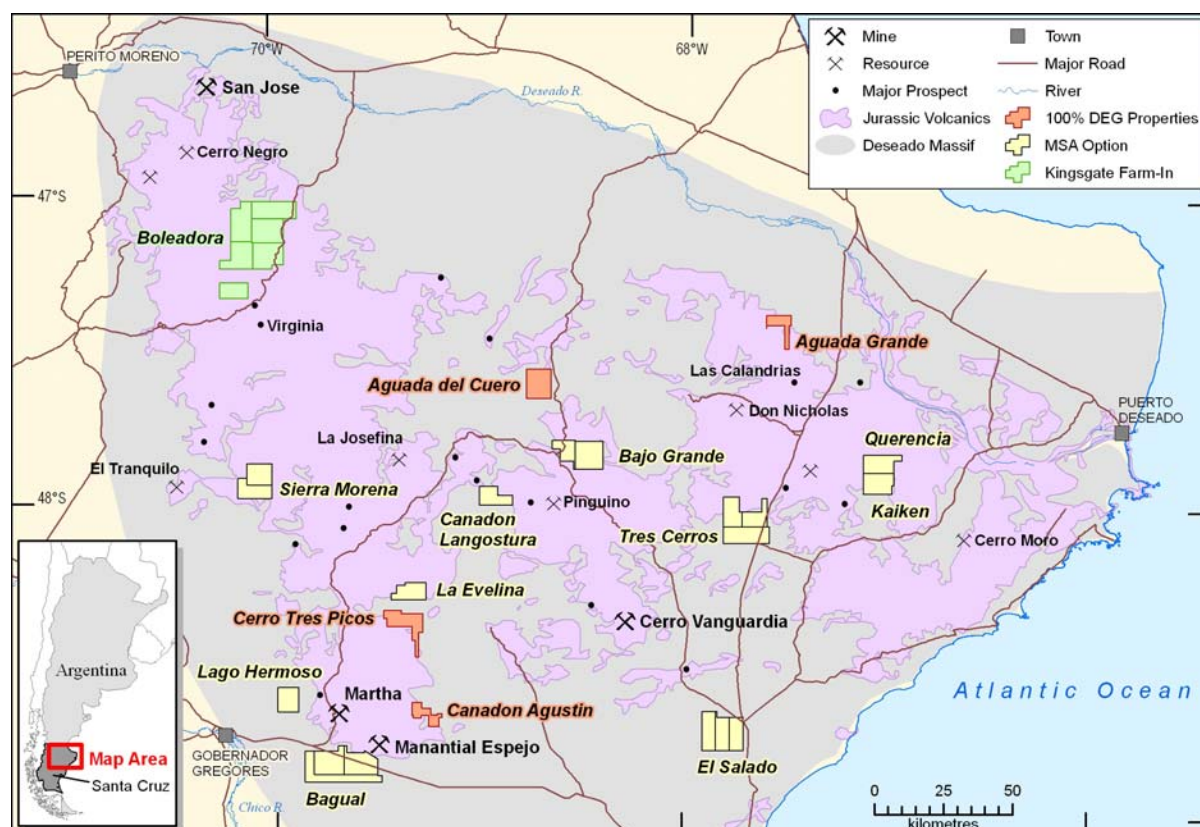 70°W
68°W
PERITO MORENO
San Jose
Deseado R.
Mine
Resource
Major Prospect
Jurassic Volcanics
Deseado Massif
Town
Major Road
River
100% DEG Properties
MSA Option
Kingsgate Farm-In
Cerro Negro
47°S
Boleadora
Virginia
Aguada Grande
Las Calandrias
Aguada del Cuero
Don Nicholas
PUERTO
DESEADO
La Josefina
Bajo Grande
Querencia
El Tranquilo
Sierra Morena
48°S
Canadon
Langostura
Pinguino
Kaiken
Tres Cerros
Cerro Moro
La Evelina
Cerro Tres Picos
Cerro Vanguardia
Lago Hermoso
Martha
Canadon Agustin
Atlantic Ocean
GOBERNADOR
GREGORES
Manantial Espejo
El Salado
Bagual
Chico R.
Argentina
Map Area
Santa Cruz
0 25 50
kilometres